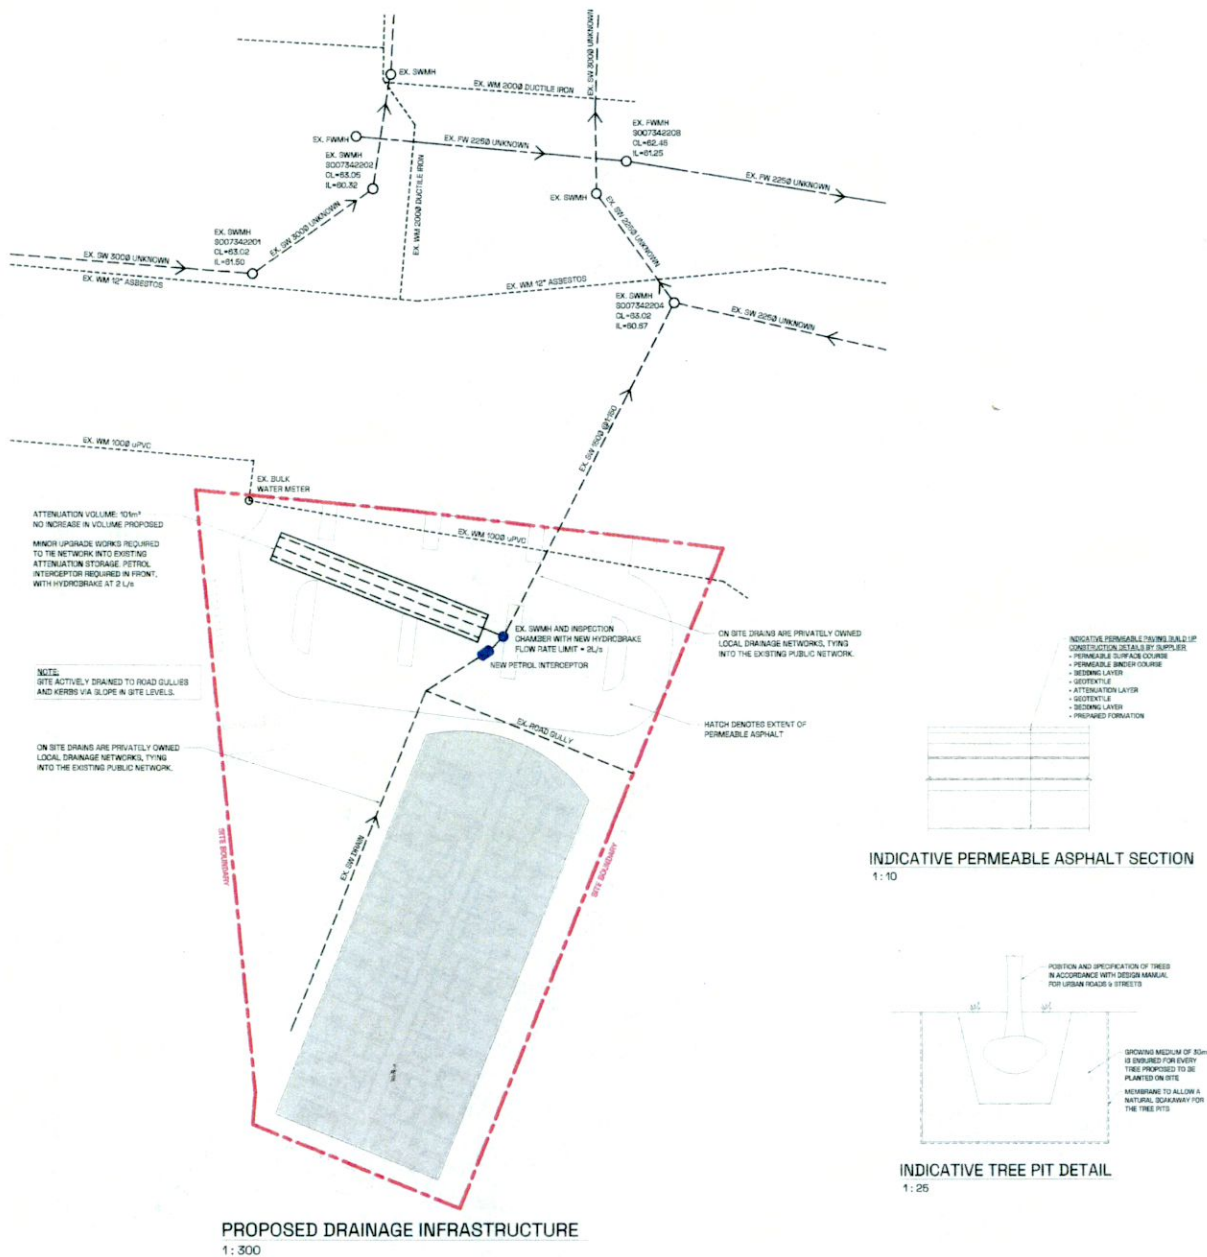 EX. SWMH
EX. SW 300Ø UNKNOWN
EX. WM 200Ø DUCTILE IRON
EX. FWMH
SO07342208
CL=62.46
IL=61.25
EX. FWMH
EX. FW 225Ø UNKNOWN
EX. SWMH
SO07342202
CL=63.05
IL=60.32
EX. WM 200Ø DUCTILE IRON
EX. FW 225Ø UNKNOWN
EX. SWMH
EX. SW 225Ø UNKNOWN
EX. SWMH
SO07342201
CL=63.02
IL=61.50
EX. SW 300Ø UNKNOWN
EX. SW 300Ø UNKNOWN
EX. WM 12" ASBESTOS
EX. WM 12" ASBESTOS
EX. SWMH
SO07342204
CL=63.02
IL=60.67
EX. SW 225Ø UNKNOWN
EX. SW 150Ø @1:150
EX. WM 100Ø uPVC
EX. BULK
WATER METER
ATTENUATION VOLUME: 101m³
NO INCREASE IN VOLUME PROPOSED
MINOR UPGRADE WORKS REQUIRED
TO TIE NETWORK INTO EXISTING
ATTENUATION STORAGE. PETROL
INTERCEPTOR REQUIRED IN FRONT,
WITH HYDROBRAKE AT 2 L/s
EX. WM 100Ø uPVC
EX. SWMH AND INSPECTION
CHAMBER WITH NEW HYDROBRAKE
FLOW RATE LIMIT = 2L/s
NEW PETROL INTERCEPTOR
ON SITE DRAINS ARE PRIVATELY OWNED
LOCAL DRAINAGE NETWORKS, TYING
INTO THE EXISTING PUBLIC NETWORK.
NOTE:
SITE ACTIVELY DRAINED TO ROAD GULLIES
AND KERBS VIA SLOPE IN SITE LEVELS.
EX. ROAD GULLY
HATCH DENOTES EXTENT OF
PERMEABLE ASPHALT
ON SITE DRAINS ARE PRIVATELY OWNED
LOCAL DRAINAGE NETWORKS, TYING
INTO THE EXISTING PUBLIC NETWORK.
EX. SW DRAIN
SITE BOUNDARY
SITE BOUNDARY
INDICATIVE PERMEABLE PAVING BUILD UP
CONSTRUCTION DETAILS BY SUPPLIER
- PERMEABLE SURFACE COURSE
- PERMEABLE BINDER COURSE
- BEDDING LAYER
- GEOTEXTILE
- ATTENUATION LAYER
- GEOTEXTILE
- BEDDING LAYER
- PREPARED FORMATION
INDICATIVE PERMEABLE ASPHALT SECTION
1:10
POSITION AND SPECIFICATION OF TREES
IN ACCORDANCE WITH DESIGN MANUAL
FOR URBAN ROADS & STREETS
GROWING MEDIUM OF 30m
IS ENSURED FOR EVERY
TREE PROPOSED TO BE
PLANTED ON SITE
MEMBRANE TO ALLOW A
NATURAL SOAKAWAY FOR
THE TREE PITS
INDICATIVE TREE PIT DETAIL
1:25
PROPOSED DRAINAGE INFRASTRUCTURE
1:300